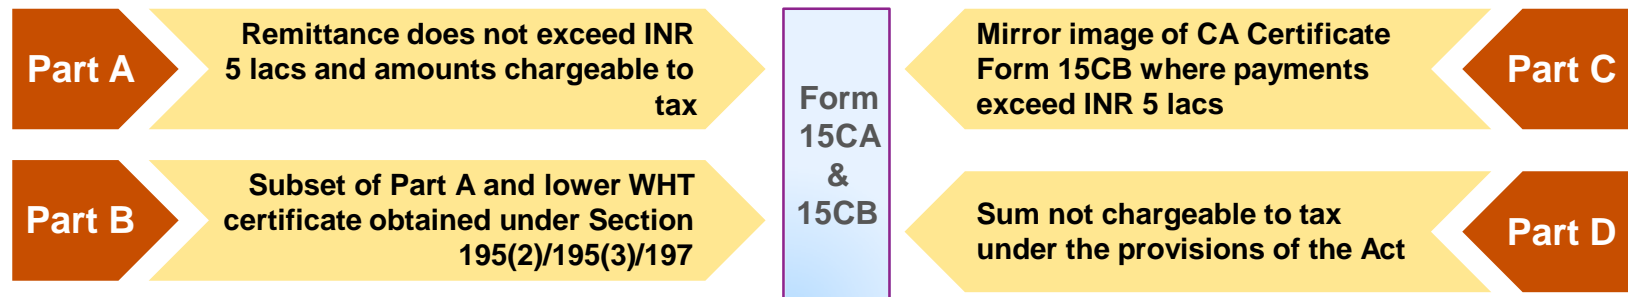 Part A
Remittance does not exceed INR
5 lacs and amounts chargeable to
tax
Part B
Subset of Part A and lower WHT
certificate obtained under Section
195(2)/195(3)/197
Form
15CA
&
15CB
Mirror image of CA Certificate
Form 15CB where payments
exceed INR 5 lacs
Part C
Sum not chargeable to tax
under the provisions of the Act
Part D